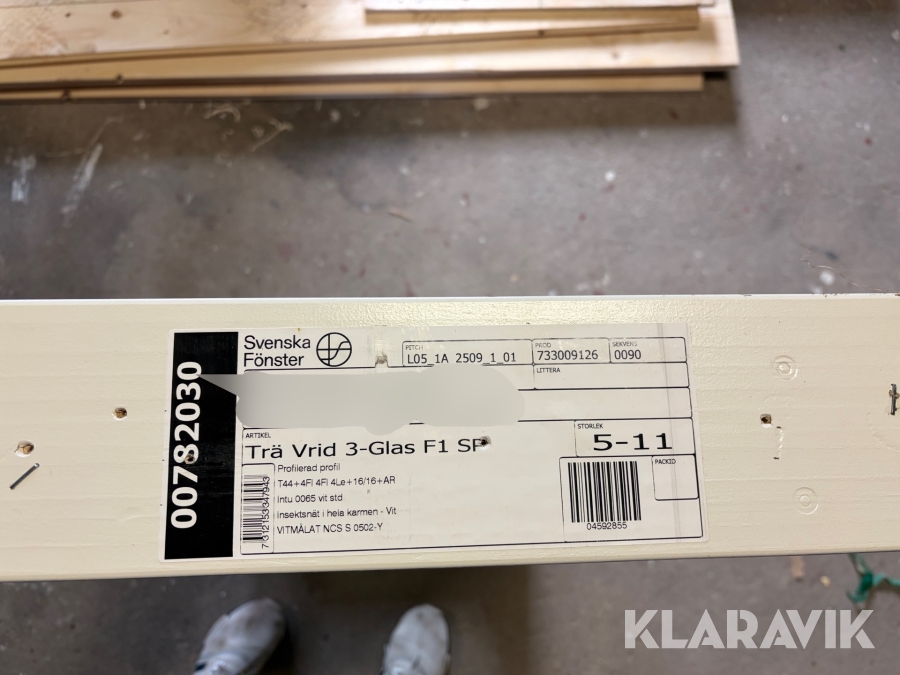 00782030
Svenska
Fönster
PITCH
L05_1A 2509_1_01
PROD
733009126
SEKVENS
0090
LITTERA
ARTIKEL
Trä Vrid 3-Glas F1 SP
STORLEK
5-11
Profilerad profil
T44+4Fl 4Fl 4Le+16/16+AR
Intu 0065 vit std
Insektsnät i hela karmen - Vit
VITMÅLAT NCS S 0502-Y
7312153347943
04592855
PACKID
KLARAVIK